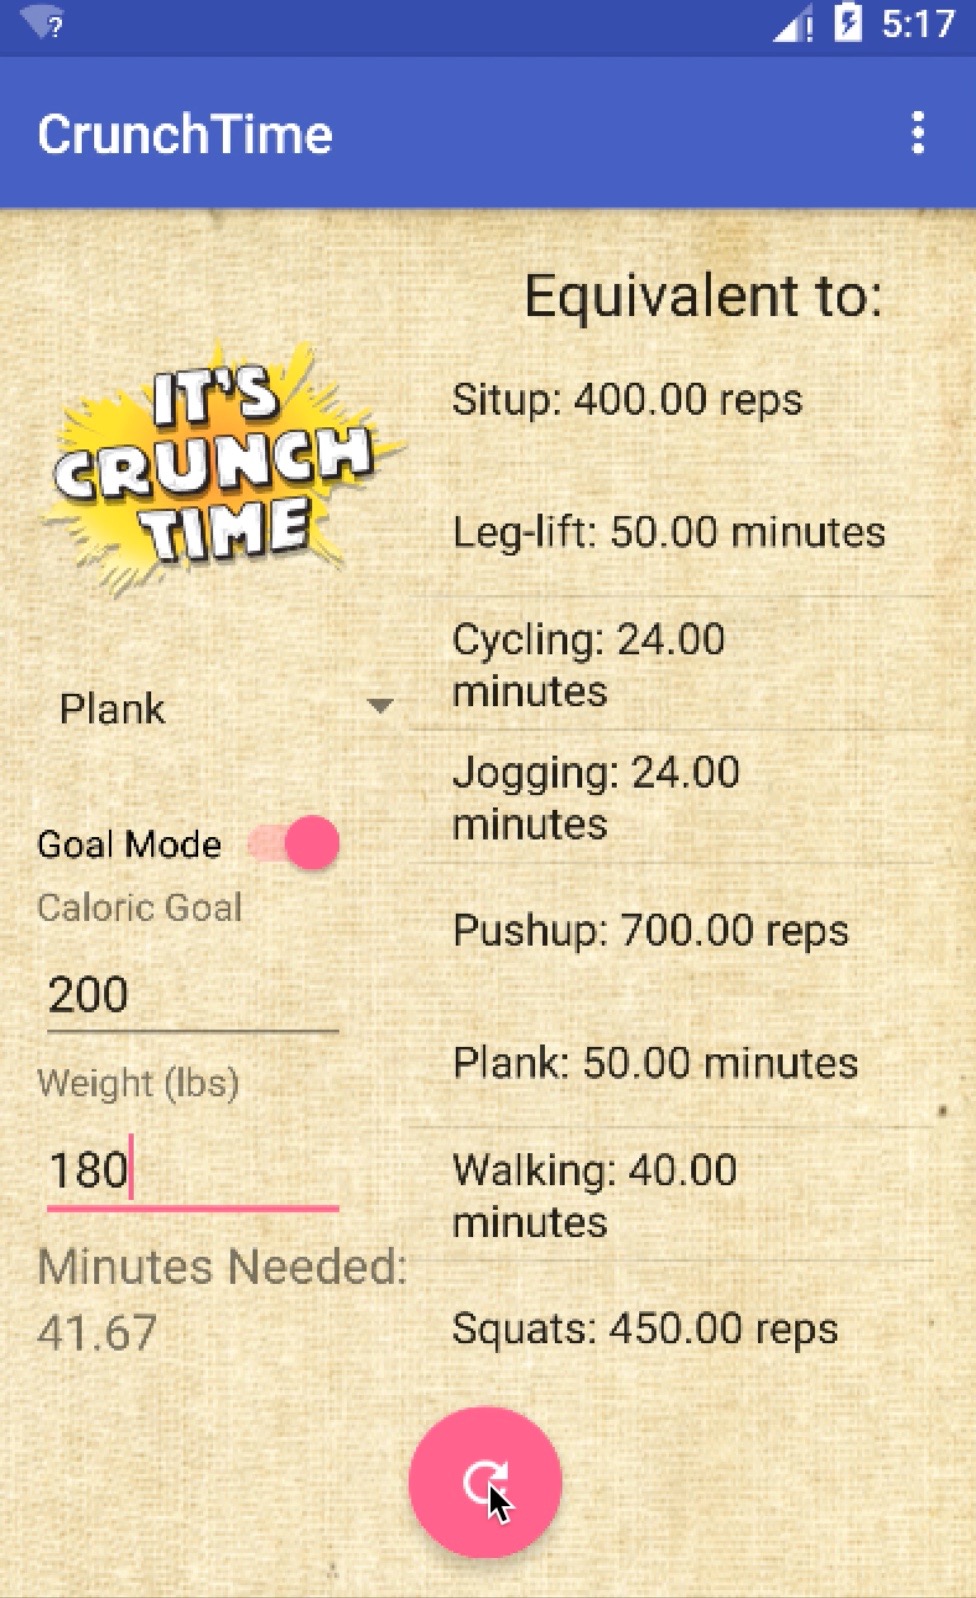 ?
! 5:17
CrunchTime
IT'S
CRUNCH
TIME
Plank
Goal Mode
Caloric Goal
200
Weight (lbs)
180
Minutes Needed:
41.67
Equivalent to:
Situp: 400.00 reps
Leg-lift: 50.00 minutes
Cycling: 24.00
minutes
Jogging: 24.00
minutes
Pushup: 700.00 reps
Plank: 50.00 minutes
Walking: 40.00
minutes
Squats: 450.00 reps